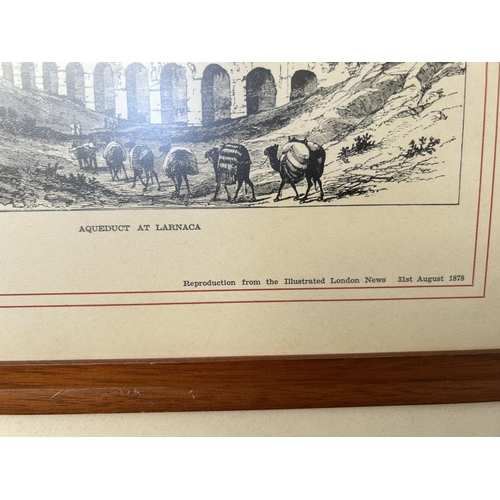 AQUEDUCT AT LARNACA
Reproduction from the Illustrated London News 31st August 1878